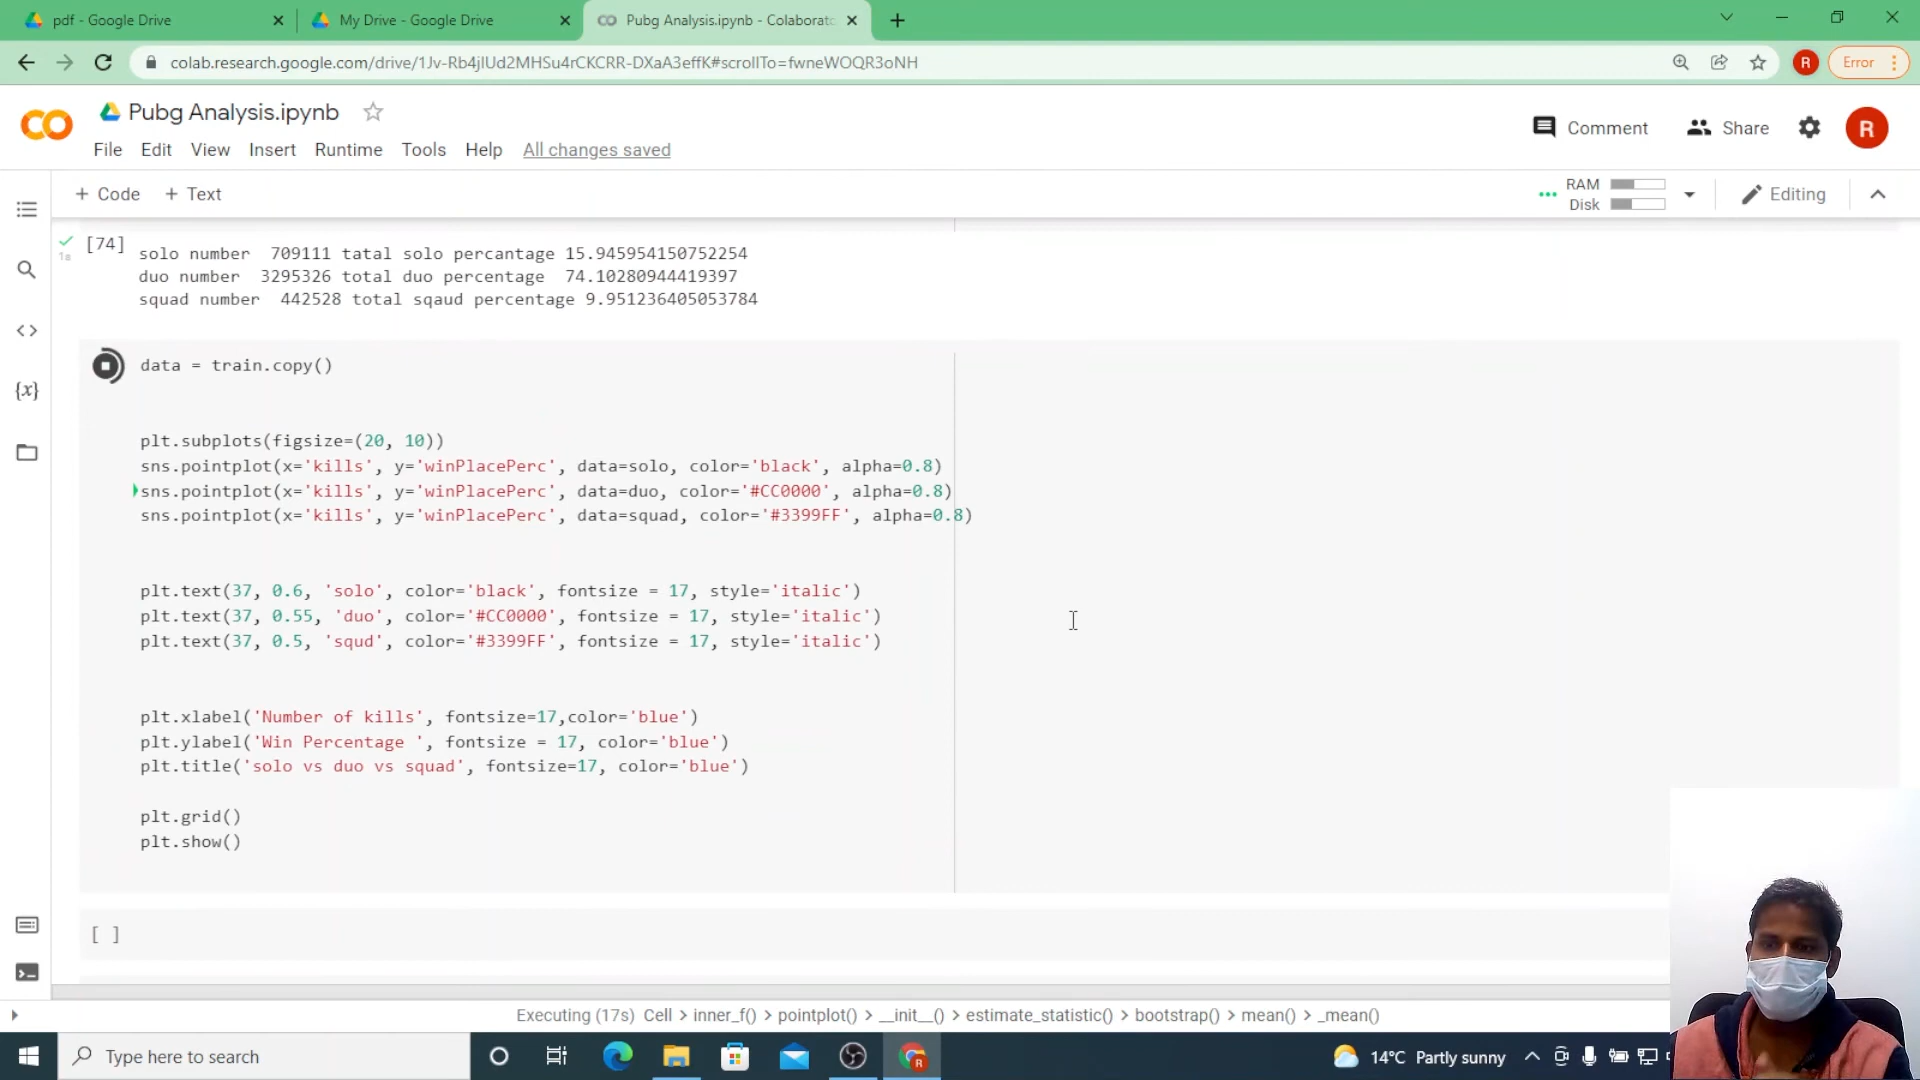 pdf - Google Drive
My Drive - Google Drive
Pubg Analysis.ipynb - Colaborato
colab.research.google.com/drive/1Jv-Rb4jlUd2MHSu4rCKCRR-DXaA3effK#scrollTo=fwneWOQR3oNH
R
Error
CO
Pubg Analysis.ipynb
Comment
Share
R
File Edit View Insert Runtime Tools Help All changes saved
+ Code + Text
RAM
Disk
Editing
[74]
1s
solo number  709111 tatal solo percantage 15.945954150752254
duo number  3295326 total duo percentage  74.10280944419397
squad number  442528 total sqaud percentage 9.951236405053784
data = train.copy()
plt.subplots(figsize=(20, 10))
sns.pointplot(x='kills', y='winPlacePerc', data=solo, color='black', alpha=0.8)
sns.pointplot(x='kills', y='winPlacePerc', data=duo, color='#CC0000', alpha=0.8)
sns.pointplot(x='kills', y='winPlacePerc', data=squad, color='#3399FF', alpha=0.8)
plt.text(37, 0.6, 'solo', color='black', fontsize = 17, style='italic')
plt.text(37, 0.55, 'duo', color='#CC0000', fontsize = 17, style='italic')
plt.text(37, 0.5, 'squd', color='#3399FF', fontsize = 17, style='italic')
plt.xlabel('Number of kills', fontsize=17,color='blue')
plt.ylabel('Win Percentage ', fontsize = 17, color='blue')
plt.title('solo vs duo vs squad', fontsize=17, color='blue')
plt.grid()
plt.show()
[ ]
{x}
Executing (17s) Cell > inner_f() > pointplot() > __init__() > estimate_statistic() > bootstrap() > mean() > _mean()
Type here to search
14°C Partly sunny